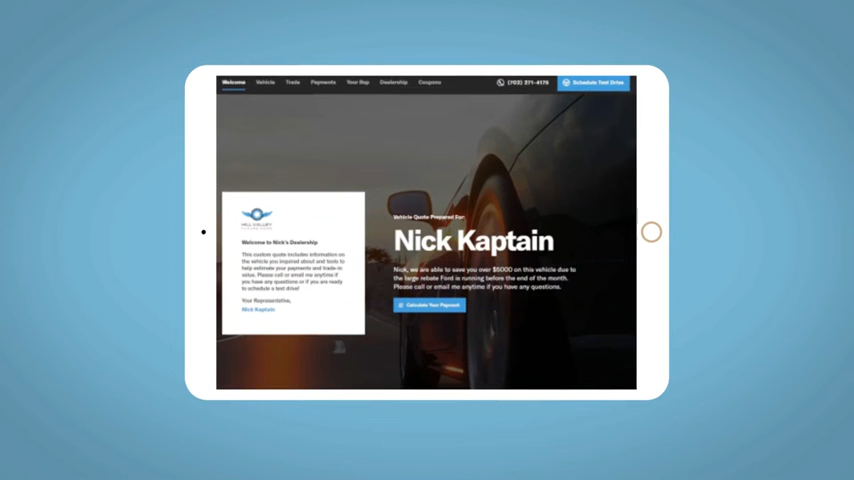 Welcome Vehicle Trade Payments Your Rep Dealership Coupons (702) 271-4175 Schedule Test Drive
HILL VALLEY
Welcome to Nick's Dealership
This custom quote includes information on
the vehicle you inquired about and tools to
help estimate your payments and trade-in
value. Please call or email me anytime if
you have any questions or if you are ready
to schedule a test drive!
Your Representative,
Nick Kaptain
Vehicle Quote Prepared For:
Nick Kaptain
Nick, we are able to save you over $6000 on this vehicle due to
the large rebate Ford is running before the end of the month.
Please call or email me anytime if you have any questions.
Calculate Your Payment